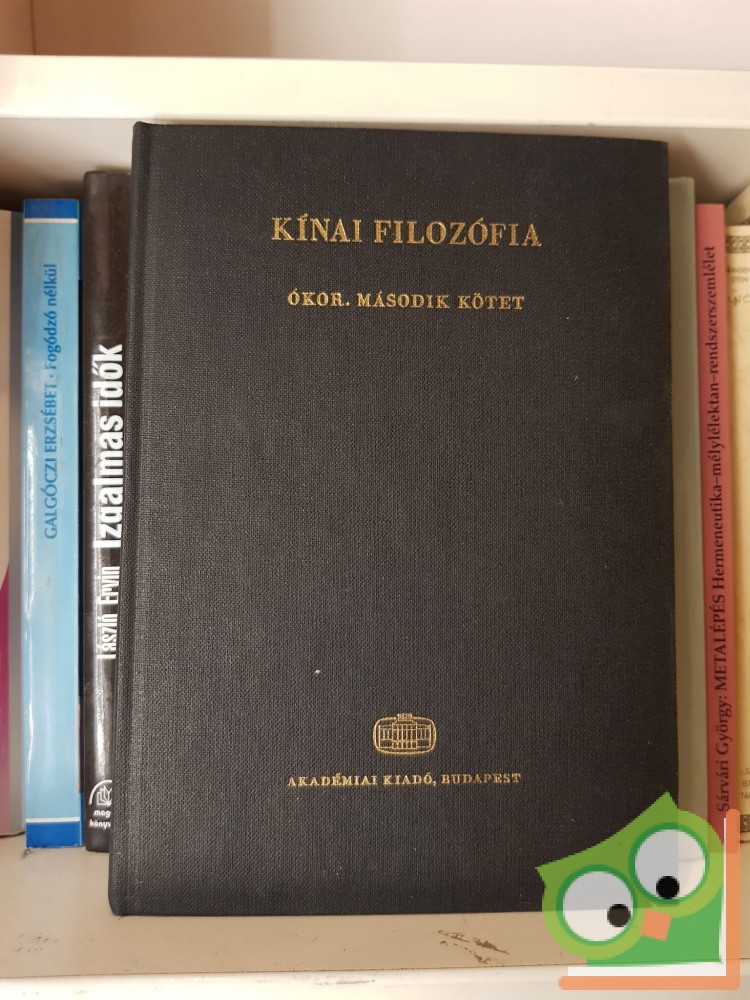 KÍNAI FILOZÓFIA
ÓKOR. MÁSODIK KÖTET
AKADÉMIAI KIADÓ, BUDAPEST
GALGÓCZI ERZSÉBET · Fogódzó nélkül
László Ervin Izgalmas idők
Sárvári György: METALÉPÉS Hermeneutika–mélylélektan–rendszerszemlélet